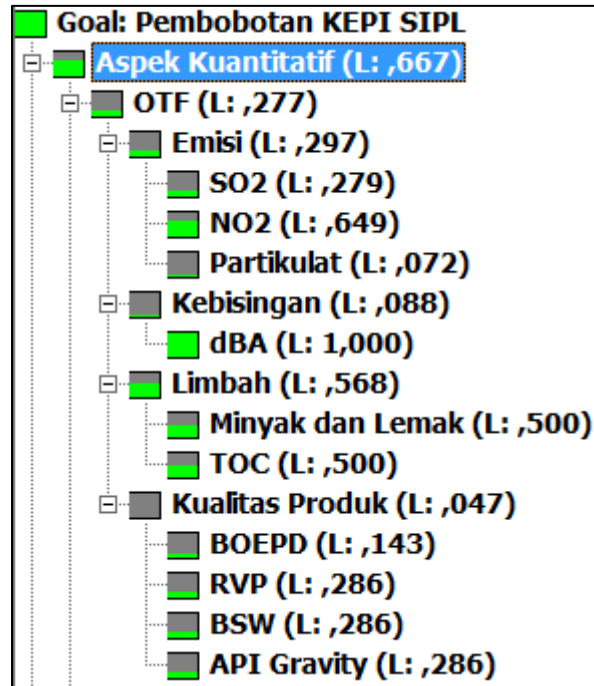 Goal: Pembobotan KEPI SIPL
Aspek Kuantitatif (L: ,667)
OTF (L: ,277)
Emisi (L: ,297)
SO2 (L: ,279)
NO2 (L: ,649)
Partikulat (L: ,072)
Kebisingan (L: ,088)
dBA (L: 1,000)
Limbah (L: ,568)
Minyak dan Lemak (L: ,500)
TOC (L: ,500)
Kualitas Produk (L: ,047)
BOEPD (L: ,143)
RVP (L: ,286)
BSW (L: ,286)
API Gravity (L: ,286)